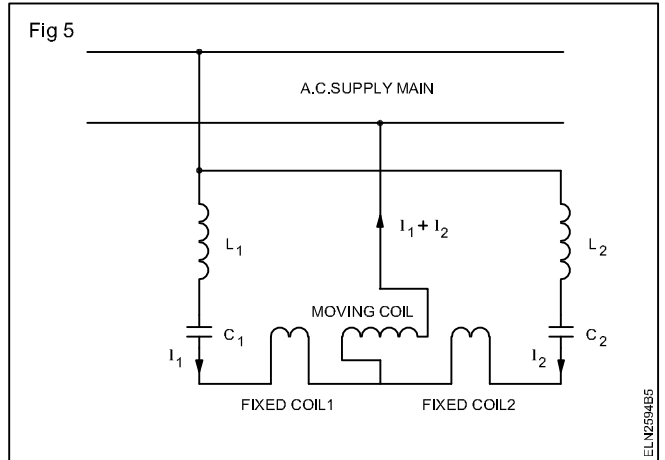 Fig 5
A.C.SUPPLY MAIN
I1 + I2
L1
L2
MOVING COIL
C1
C2
I1
I2
FIXED COIL1
FIXED COIL2
ELN2594B5